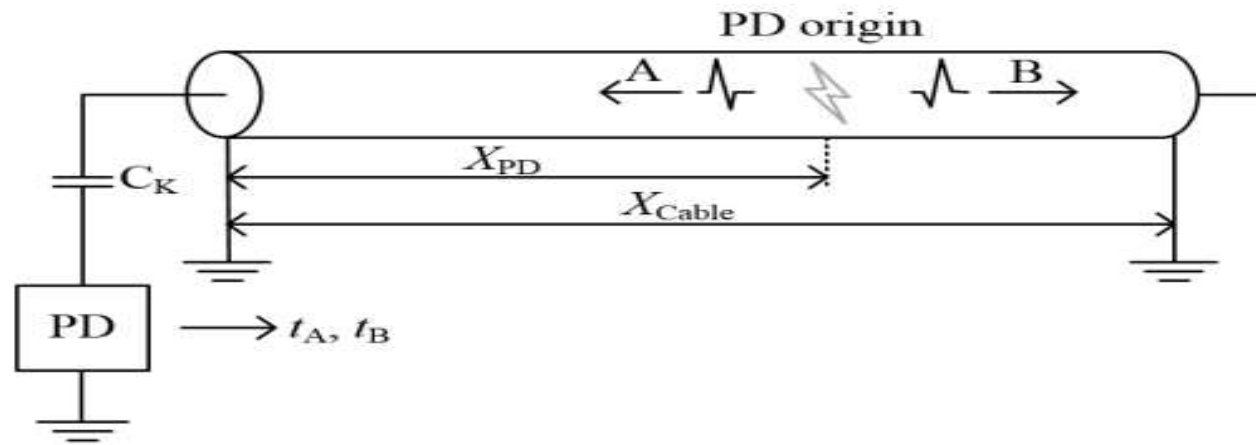 PD origin
A
B
X_PD
C_K
X_Cable
PD
t_A, t_B